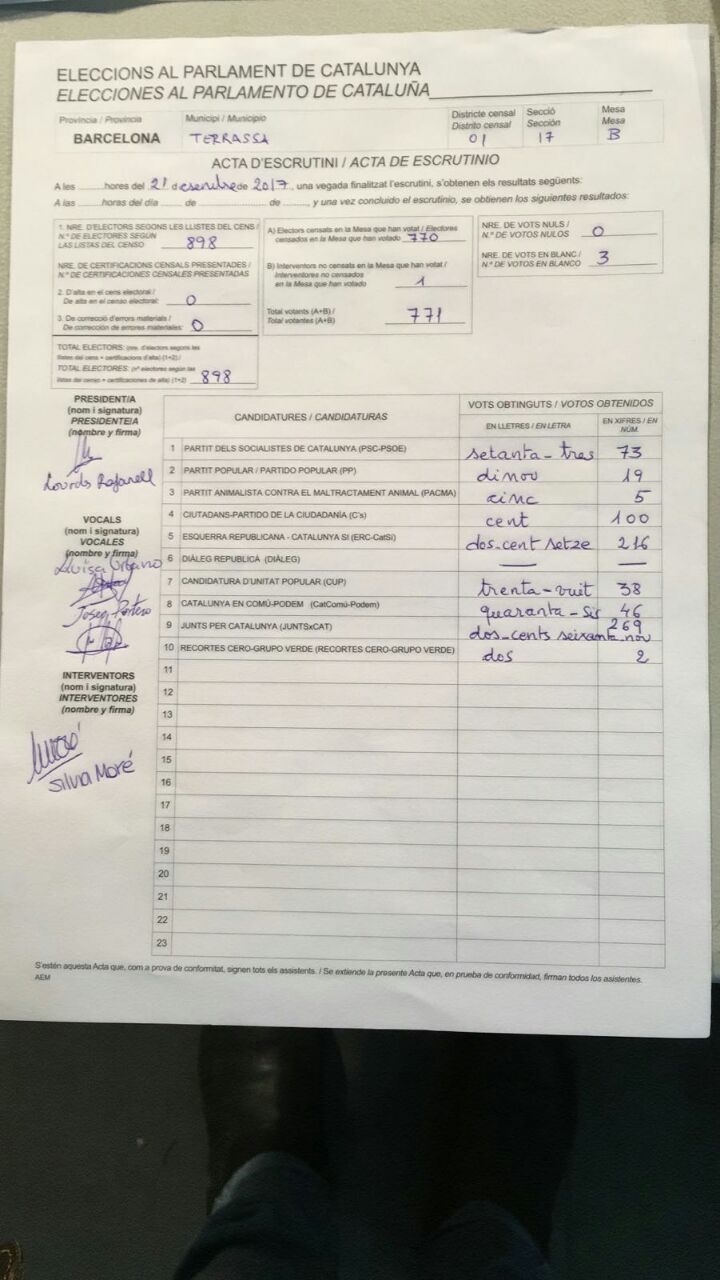 ELECCIONS AL PARLAMENT DE CATALUNYA
ELECCIONES AL PARLAMENTO DE CATALUÑA
Província / Provincia
BARCELONA
Municipi / Municipio
TERRASSA
Districte censal
Distrito censal
01
Secció
Sección
17
Mesa
Mesa
B
ACTA D'ESCRUTINI / ACTA DE ESCRUTINIO
A les ..........hores del 21 desembre de 2017, una vegada finalitzat l'escrutini, s'obtenen els resultats següents:
A las ..........horas del día ...... de .................... de ........, y una vez concluido el escrutinio, se obtienen los siguientes resultados:
1. NRE. D'ELECTORS SEGONS LES LLISTES DEL CENS /
N.º DE ELECTORES SEGÚN
LAS LISTAS DEL CENSO 898
NRE. DE CERTIFICACIONS CENSALS PRESENTADES /
N.º DE CERTIFICACIONES CENSALES PRESENTADAS
2. D'alta en el cens electoral /
De alta en el censo electoral: 0
3. De correcció d'errors materials /
De corrección de errores materiales: 0
TOTAL ELECTORS: (nre. d'electors segons les
llistes del cens + certificacions d'alta) (1+2) /
TOTAL ELECTORES: (nº electores según las
listas del censo + certificaciones de alta) (1+2) 898
A) Electors censats en la Mesa que han votat / Electores
censados en la Mesa que han votado 770
B) Interventors no censats en la Mesa que han votat /
Interventores no censados
en la Mesa que han votado 1
Total votants (A+B) /
Total votantes (A+B) 771
NRE. DE VOTS NULS /
N.º DE VOTOS NULOS 0
NRE. DE VOTS EN BLANC /
N.º DE VOTOS EN BLANCO 3
PRESIDENT/A
(nom i signatura)
PRESIDENTE/A
(nombre y firma)
Lourdes Rafanell
VOCALS
(nom i signatura)
VOCALES
(nombre y firma)
Luisa Urbano
Josep
INTERVENTORS
(nom i signatura)
INTERVENTORES
(nombre y firma)
Silvia Moré
CANDIDATURES / CANDIDATURAS
VOTS OBTINGUTS / VOTOS OBTENIDOS
EN LLETRES / EN LETRA
EN XIFRES / EN NÚM.
1 PARTIT DELS SOCIALISTES DE CATALUNYA (PSC-PSOE) setanta-tres 73
2 PARTIT POPULAR / PARTIDO POPULAR (PP) dinou 19
3 PARTIT ANIMALISTA CONTRA EL MALTRACTAMENT ANIMAL (PACMA) cinc 5
4 CIUTADANS-PARTIDO DE LA CIUDADANÍA (C's) cent 100
5 ESQUERRA REPUBLICANA - CATALUNYA SI (ERC-CatSí) dos-cent setze 216
6 DIÀLEG REPUBLICÀ (DIÀLEG) — —
7 CANDIDATURA D'UNITAT POPULAR (CUP) trenta-vuit 38
8 CATALUNYA EN COMÚ-PODEM (CatComú-Podem) quaranta-sis 46
9 JUNTS PER CATALUNYA (JUNTSxCAT) dos-cents seixanta nou 269
10 RECORTES CERO-GRUPO VERDE (RECORTES CERO-GRUPO VERDE) dos 2
11
12
13
14
15
16
17
18
19
20
21
22
23
S'estén aquesta Acta que, com a prova de conformitat, signen tots els assistents. / Se extiende la presente Acta que, en prueba de conformidad, firman todos los asistentes.
AEM